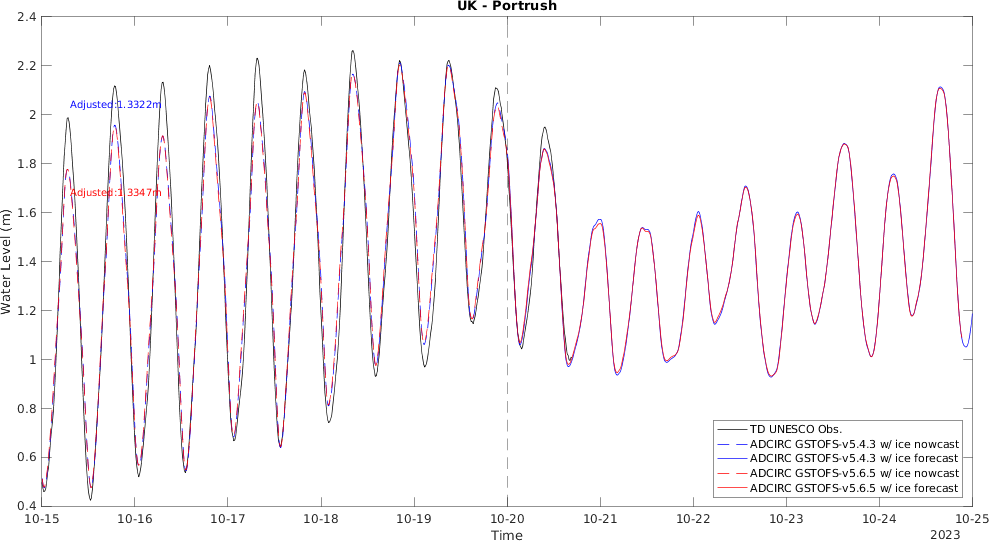 UK - Portrush
2.4
2.2
2
1.8
1.6
1.4
1.2
1
0.8
0.6
0.4
Water Level (m)
Adjusted:1.3322m
Adjusted:1.3347m
10-15
10-16
10-17
10-18
10-19
10-20
10-21
10-22
10-23
10-24
10-25
Time
2023
TD UNESCO Obs.
ADCIRC GSTOFS-v5.4.3 w/ ice nowcast
ADCIRC GSTOFS-v5.4.3 w/ ice forecast
ADCIRC GSTOFS-v5.6.5 w/ ice nowcast
ADCIRC GSTOFS-v5.6.5 w/ ice forecast